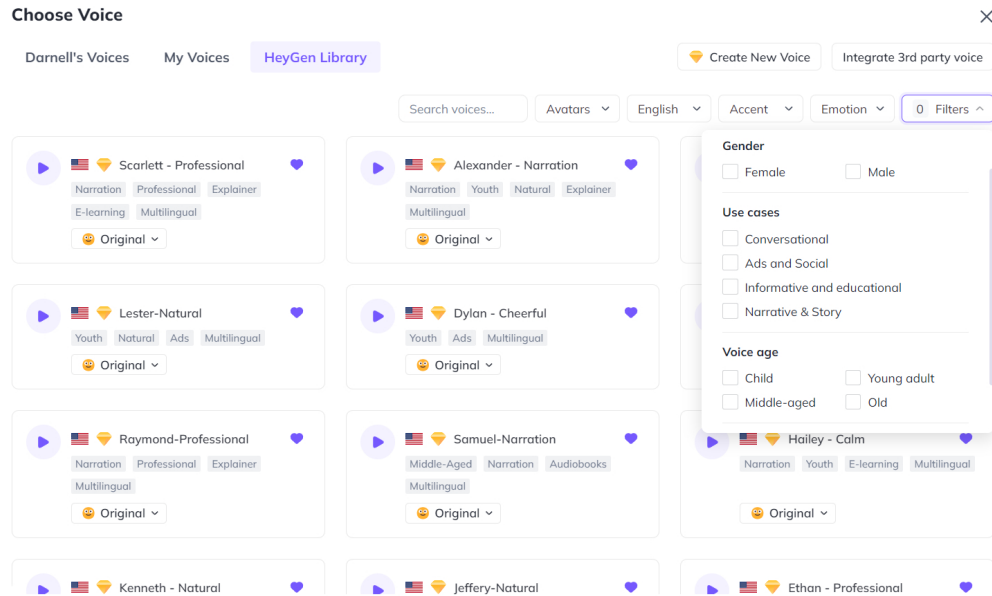 Choose Voice
Darnell's Voices My Voices HeyGen Library Create New Voice Integrate 3rd party voice
Search voices... Avatars English Accent Emotion 0 Filters
Scarlett - Professional
Narration Professional Explainer
E-learning Multilingual
Original
Alexander - Narration
Narration Youth Natural Explainer
Multilingual
Original
Gender
Female Male
Use cases
Conversational
Ads and Social
Informative and educational
Narrative & Story
Voice age
Child Young adult
Middle-aged Old
Lester-Natural
Youth Natural Ads Multilingual
Original
Dylan - Cheerful
Youth Ads Multilingual
Original
Raymond-Professional
Narration Professional Explainer
Multilingual
Original
Samuel-Narration
Middle-Aged Narration Audiobooks
Multilingual
Original
Hailey - Calm
Narration Youth E-learning Multilingual
Original
Kenneth - Natural
Jeffery-Natural
Ethan - Professional